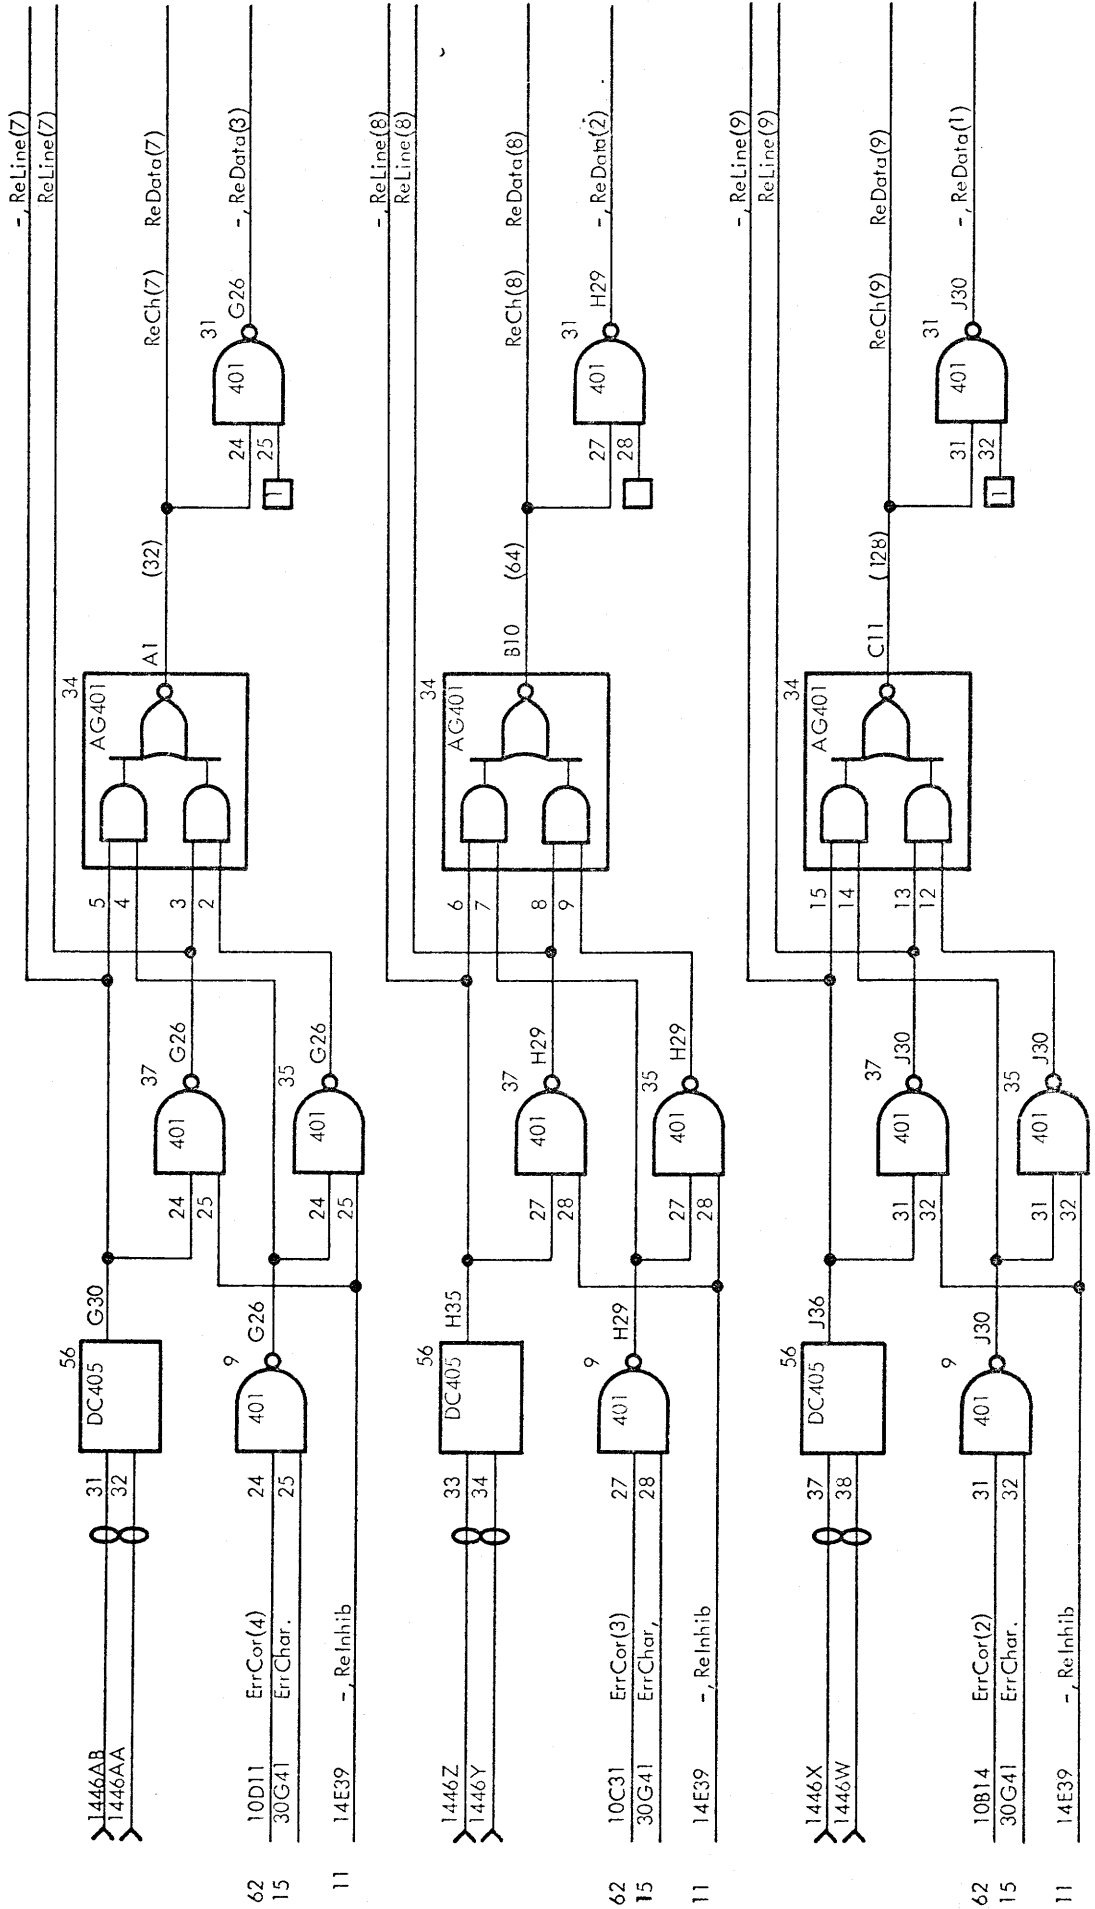 -,ReLine(7)
ReLine(7)
ReCh(7) ReData(7)
-,ReData(3)
31
G26
401
24
25
1
(32)
34
A1
AG401
5
4
3
2
37
G26
35
G26
401
401
24
25
24
25
56
G30
DC405
9
G26
401
31
32
24
25
1446AB
1446AA
62 10D11 ErrCor(4)
15 30G41 ErrChar.
11 14E39 -,ReInhib
-,ReLine(8)
ReLine(8)
ReCh(8) ReData(8)
-,ReData(2)
31
H29
401
27
28
(64)
34
B10
AG401
6
7
8
9
37
H29
35
H29
401
401
27
28
27
28
56
H35
DC405
9
H29
401
33
34
27
28
1446Z
1446Y
62 10C31 ErrCor(3)
15 30G41 ErrChar,
11 14E39 -,ReInhib
-,ReLine(9)
ReLine(9)
ReCh(9) ReData(9)
-,ReData(1)
31
J30
401
31
32
1
(128)
34
C11
AG401
15
14
13
12
37
J30
35
J30
401
401
31
32
31
32
56
J36
DC405
9
J30
401
37
38
31
32
1446X
1446W
62 10B14 ErrCor(2)
15 30G41 ErrChar.
11 14E39 -,ReInhib